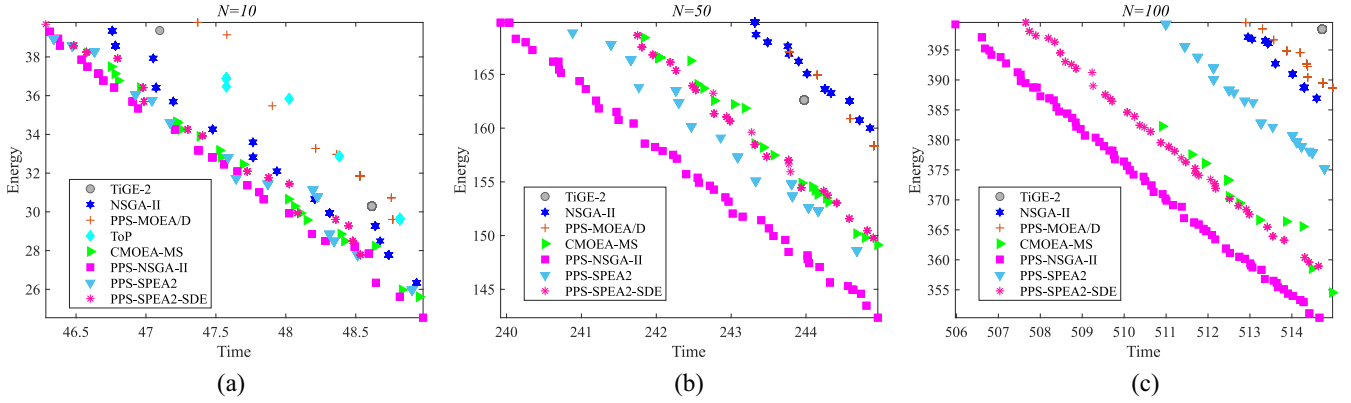 N=10
Energy
38
36
34
32
30
28
26
TiGE-2
NSGA-II
PPS-MOEA/D
ToP
CMOEA-MS
PPS-NSGA-II
PPS-SPEA2
PPS-SPEA2-SDE
46.5
47
47.5
48
48.5
Time
(a)
N=50
Energy
165
160
155
150
145
TiGE-2
NSGA-II
PPS-MOEA/D
CMOEA-MS
PPS-NSGA-II
PPS-SPEA2
PPS-SPEA2-SDE
240
241
242
243
244
Time
(b)
N=100
Energy
395
390
385
380
375
370
365
360
355
TiGE-2
NSGA-II
PPS-MOEA/D
CMOEA-MS
PPS-NSGA-II
PPS-SPEA2
PPS-SPEA2-SDE
506
507
508
509
510
511
512
513
514
Time
(c)